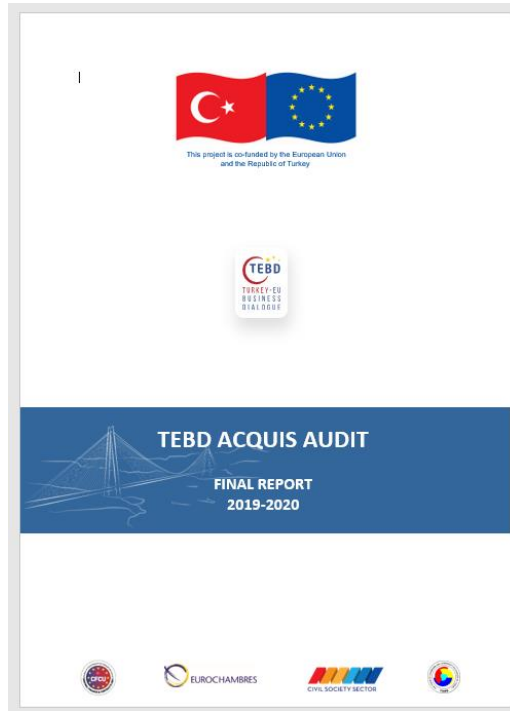 This project is co-funded by the European Union
and the Republic of Turkey
TEBD
TURKEY-EU
BUSINESS
DIALOGUE
TEBD ACQUIS AUDIT
FINAL REPORT
2019-2020
CFCU
EUROCHAMBRES
CIVIL SOCIETY SECTOR